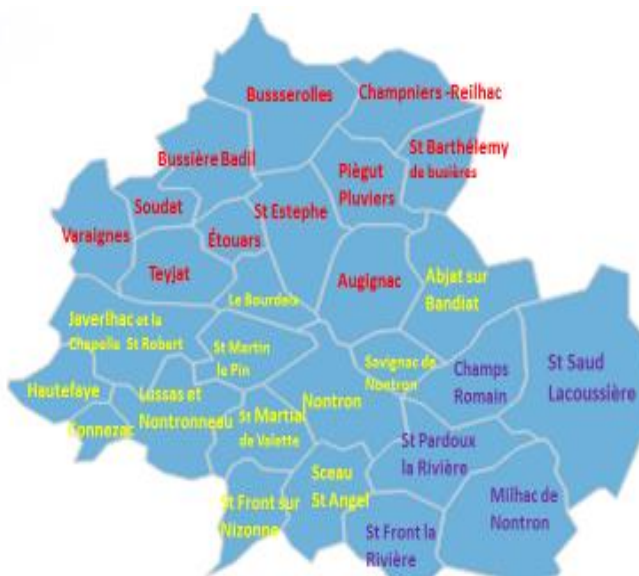 Bussserolles
Champniers -Reilhac
St Barthélemy
de busières
Bussière Badil
Piègut
Pluviers
Soudat
St Estephe
Varaignes
Étouars
Teyjat
Augignac
Abjat sur
Bandiat
Le Bourdeix
Javerlhac et la
Chapelle St Robert
St Martin
le Pin
Savignac de
Nontron
Champs
Romain
St Saud
Lacoussière
Hautefaye
Lussas et
Nontronneau
Nontron
Connezac
St Martial
de Valette
St Pardoux
la Rivière
Sceau
St Angel
Milhac de
Nontron
St Front sur
Nizonne
St Front la
Rivière